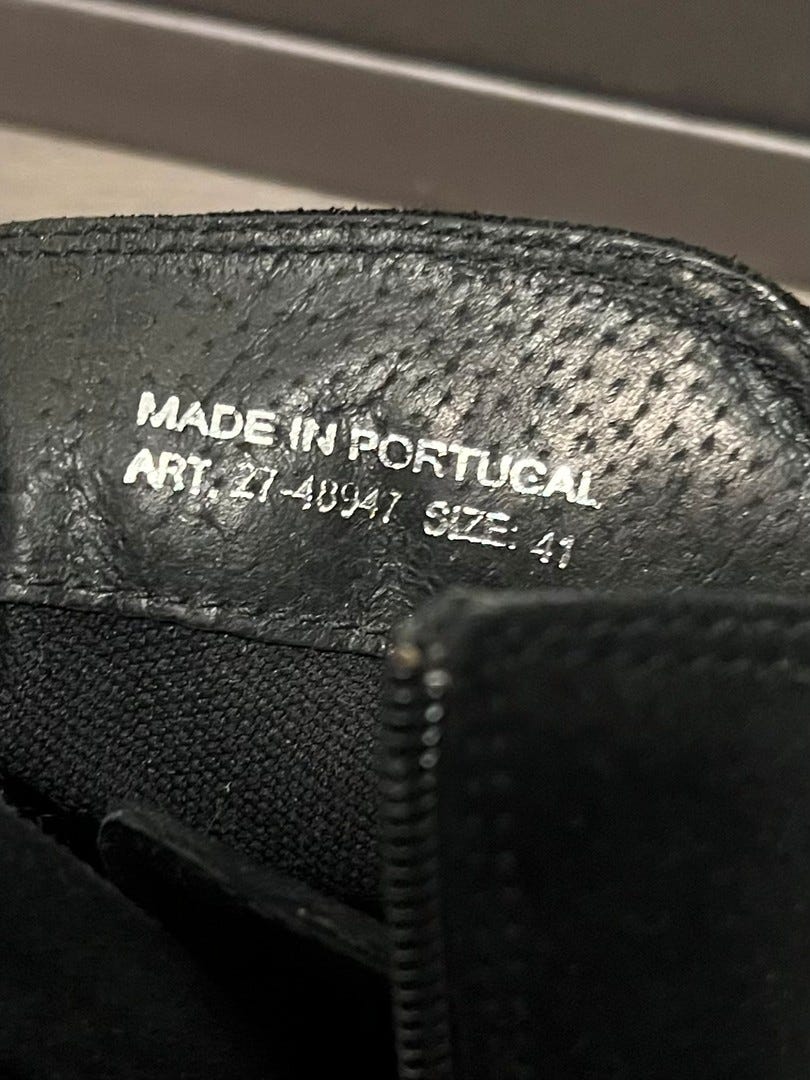 MADE IN PORTUGAL
ART. 27-48947 SIZE: 41